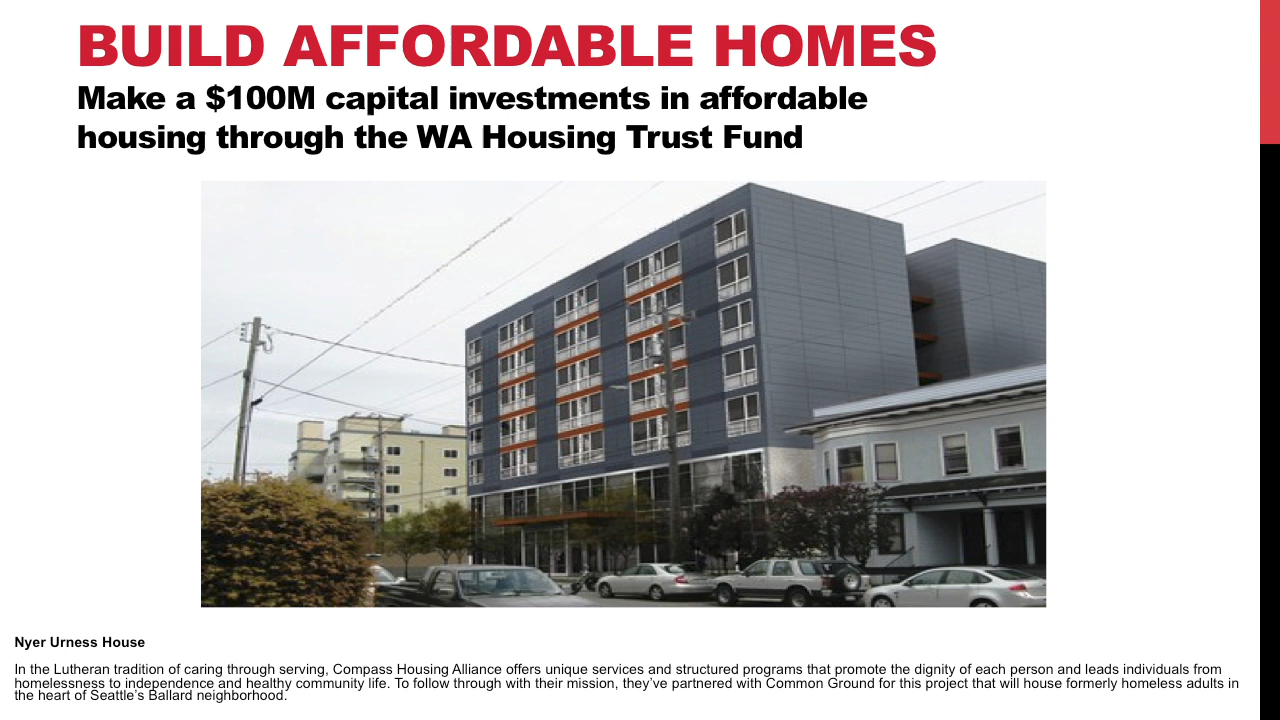 BUILD AFFORDABLE HOMES
Make a $100M capital investments in affordable
housing through the WA Housing Trust Fund
Nyer Urness House
In the Lutheran tradition of caring through serving, Compass Housing Alliance offers unique services and structured programs that promote the dignity of each person and leads individuals from
homelessness to independence and healthy community life. To follow through with their mission, they’ve partnered with Common Ground for this project that will house formerly homeless adults in
the heart of Seattle’s Ballard neighborhood.